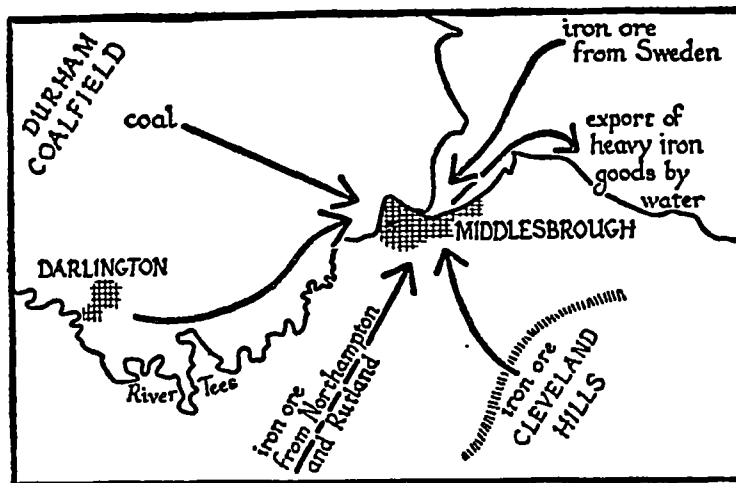 DURHAM
COALFIELD
coal
iron ore
from Sweden
export of
heavy iron
goods by
water
MIDDLESBROUGH
DARLINGTON
River Tees
iron ore
from Northampton
and Rutland
iron ore
CLEVELAND
HILLS